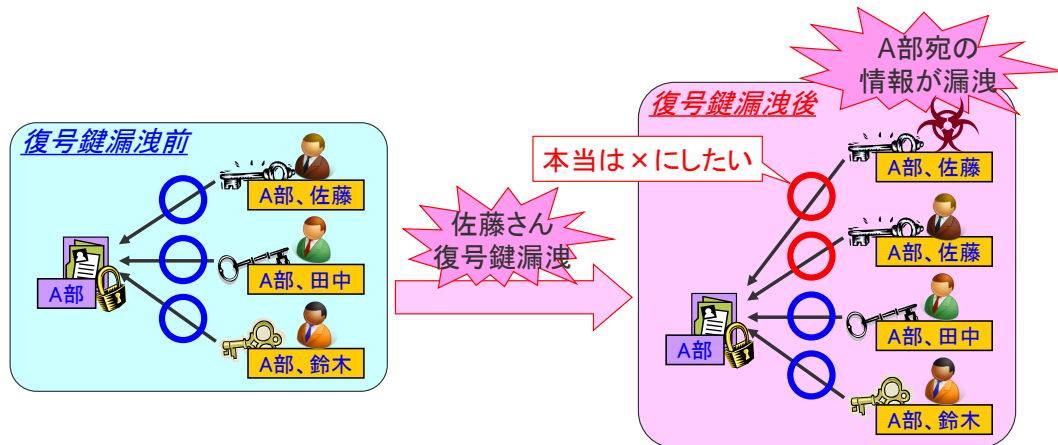 復号鍵漏洩前
A部、佐藤
A部、田中
A部、鈴木
A部
佐藤さん
復号鍵漏洩
A部宛の
情報が漏洩
復号鍵漏洩後
本当は×にしたい
A部、佐藤
A部、佐藤
A部、田中
A部、鈴木
A部